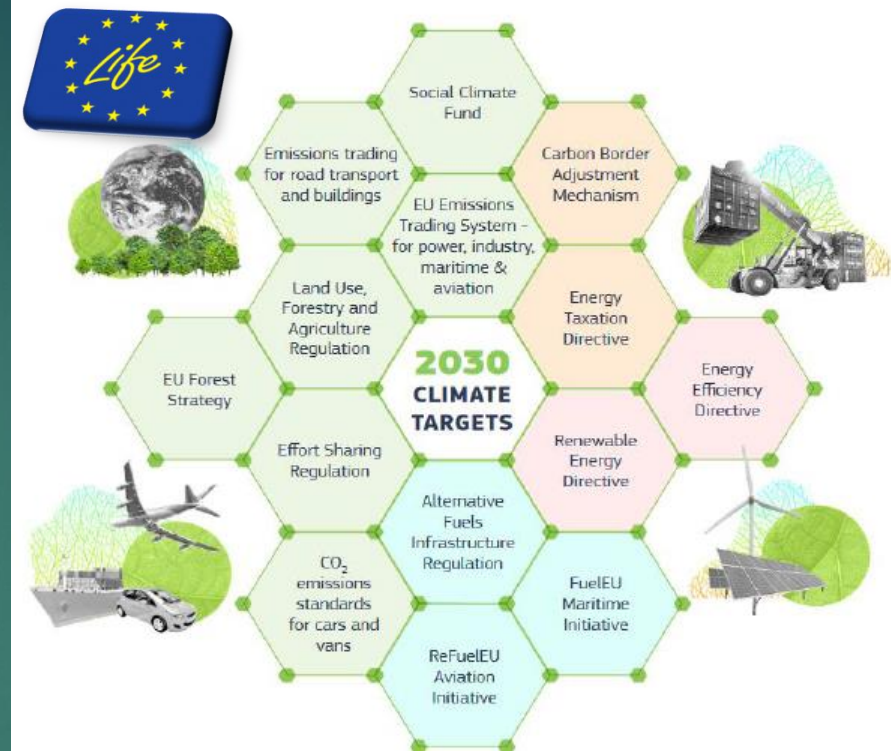 Life
Social Climate
Fund
Emissions trading
for road transport
and buildings
Carbon Border
Adjustment
Mechanism
EU Emissions
Trading System –
for power, industry,
maritime &
aviation
Land Use,
Forestry and
Agriculture
Regulation
Energy
Taxation
Directive
2030
CLIMATE
TARGETS
EU Forest
Strategy
Energy
Efficiency
Directive
Effort Sharing
Regulation
Renewable
Energy
Directive
Alternative
Fuels
Infrastructure
Regulation
CO₂
emissions
standards
for cars and
vans
FuelEU
Maritime
Initiative
ReFuelEU
Aviation
Initiative